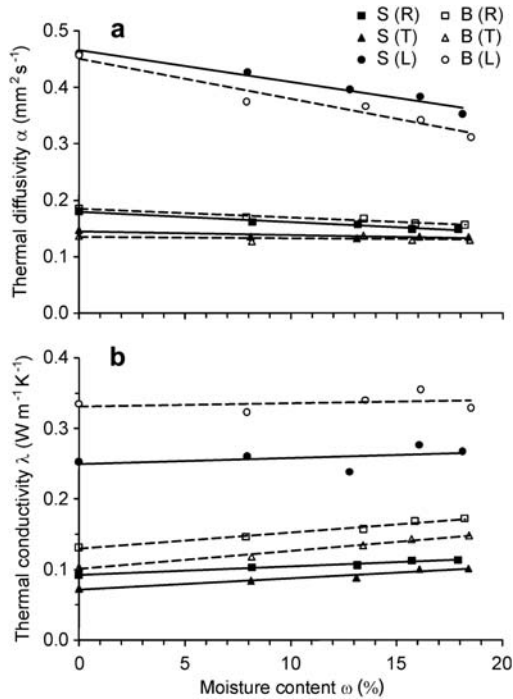 S (R) B (R)
S (T) B (T)
S (L) B (L)
a
Thermal diffusivity α (mm² s⁻¹)
0.5
0.4
0.3
0.2
0.1
0.0
b
Thermal conductivity λ (W m⁻¹ K⁻¹)
0.4
0.3
0.2
0.1
0.0
0 5 10 15 20
Moisture content ω (%)